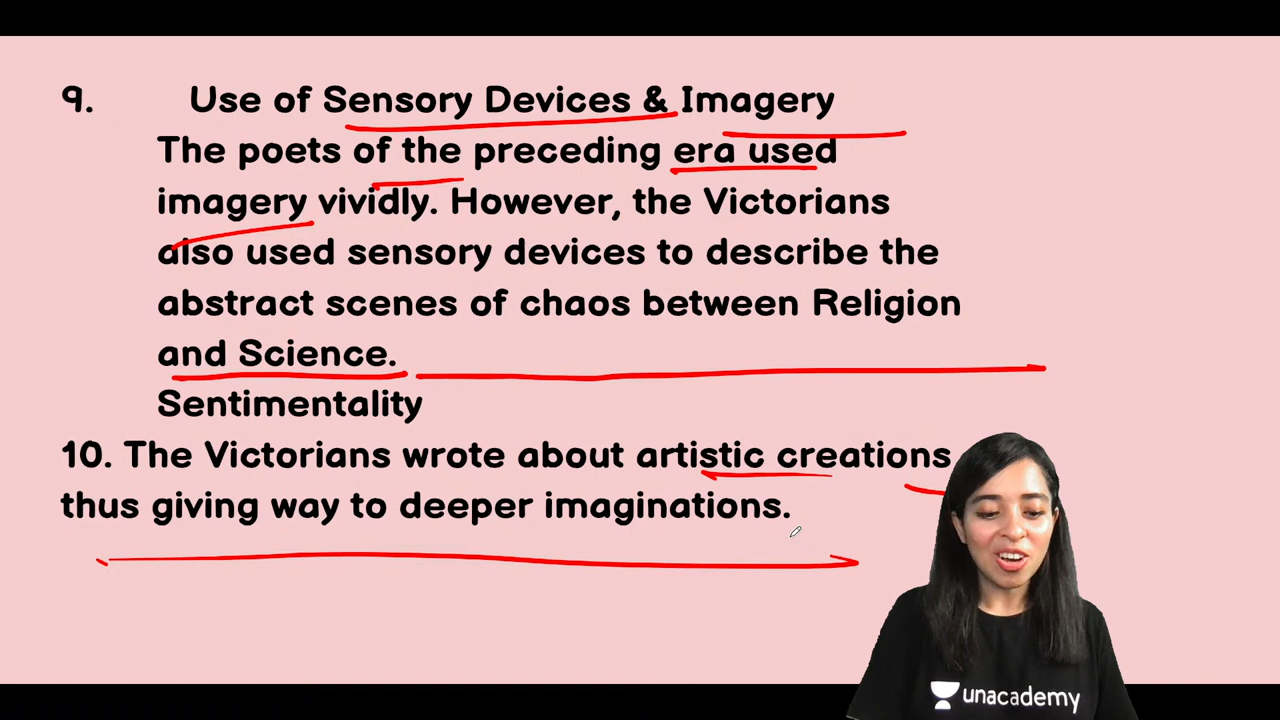 9. Use of Sensory Devices & Imagery
The poets of the preceding era used
imagery vividly. However, the Victorians
also used sensory devices to describe the
abstract scenes of chaos between Religion
and Science.
Sentimentality
10. The Victorians wrote about artistic creations
thus giving way to deeper imaginations.
unacademy